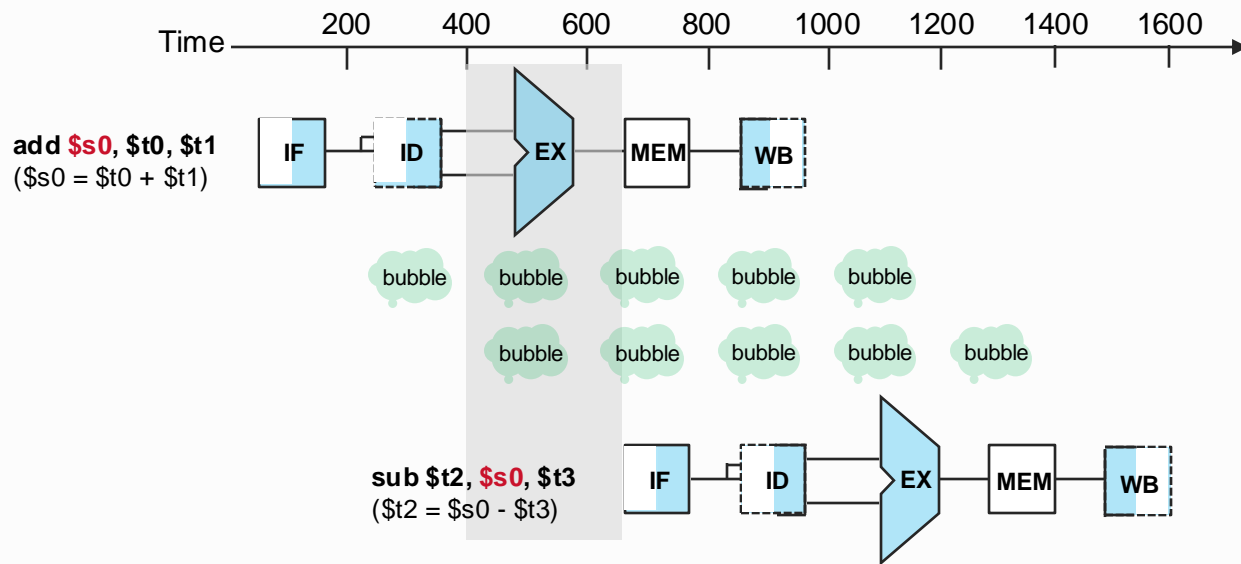 200 400 600 800 1000 1200 1400 1600
Time
add $s0, $t0, $t1
($s0 = $t0 + $t1)
IF ID EX MEM WB
bubble bubble bubble bubble bubble
bubble bubble bubble bubble bubble
sub $t2, $s0, $t3
($t2 = $s0 - $t3)
IF ID EX MEM WB